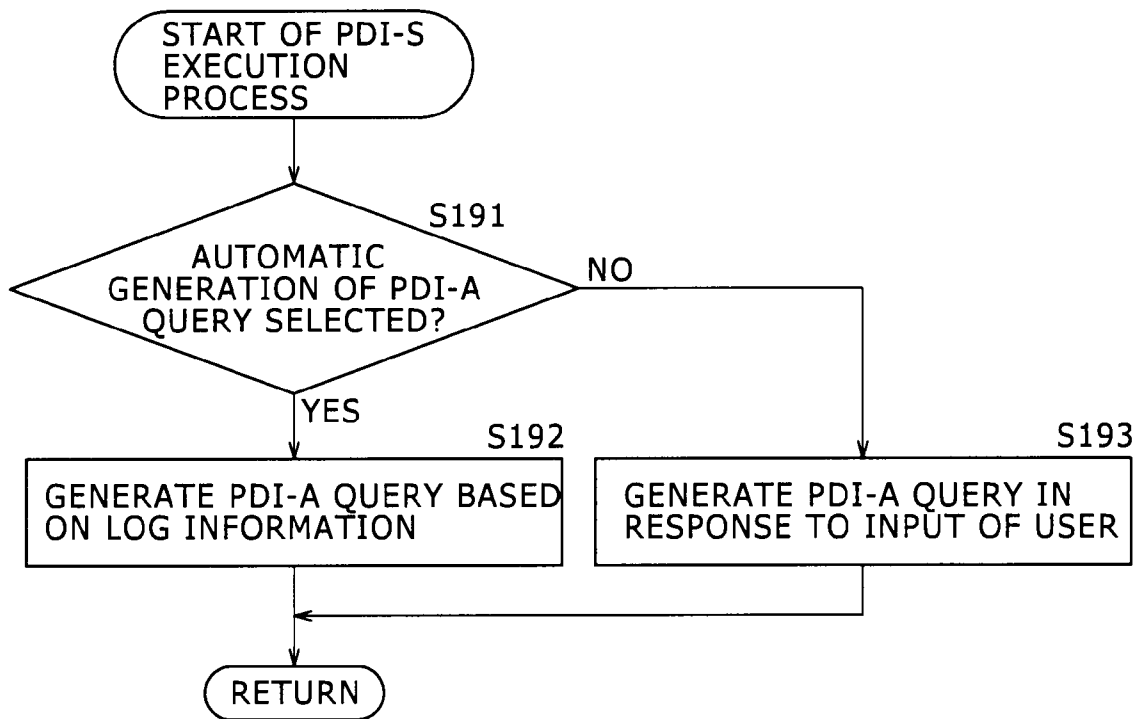 START OF PDI-S
EXECUTION
PROCESS
S191
AUTOMATIC
GENERATION OF PDI-A
QUERY SELECTED?
NO
YES
S192
GENERATE PDI-A QUERY BASED
ON LOG INFORMATION
S193
GENERATE PDI-A QUERY IN
RESPONSE TO INPUT OF USER
RETURN